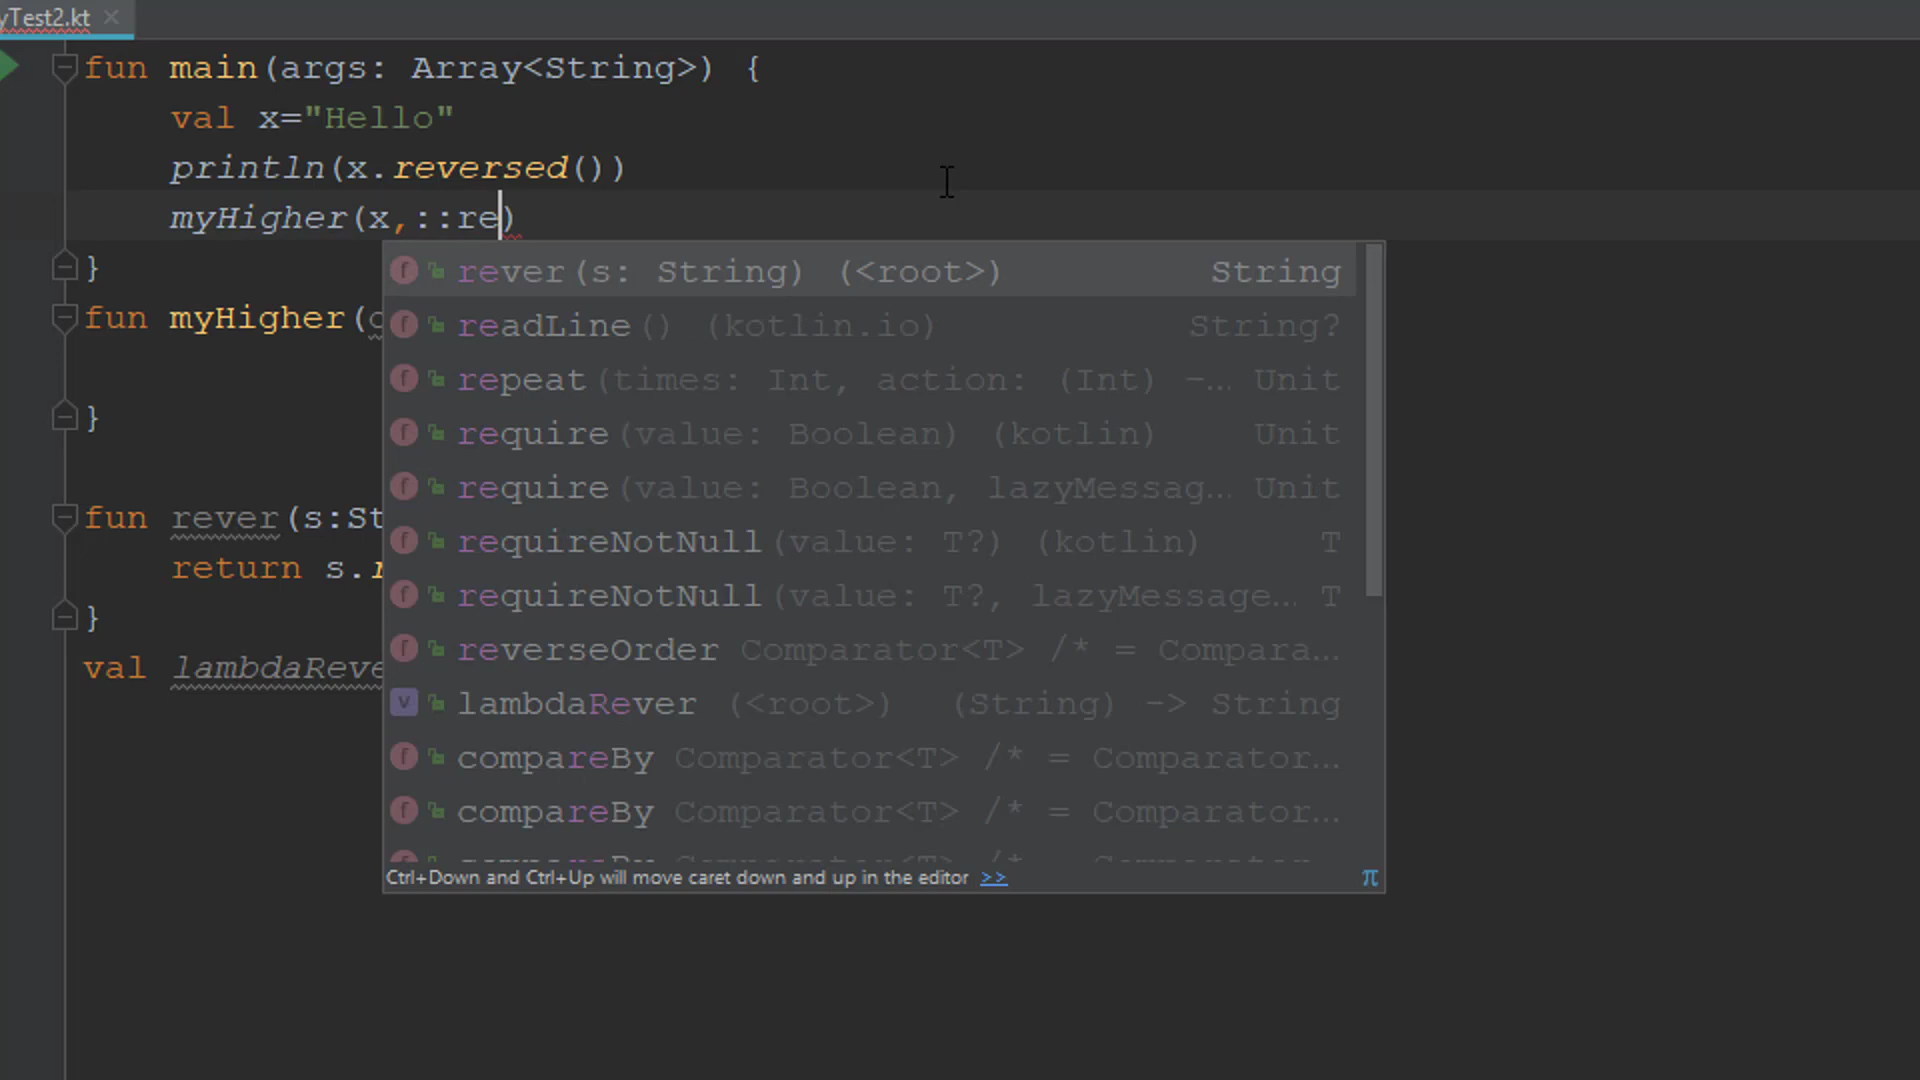 yTest2.kt
fun main(args: Array<String>) {
val x="Hello"
println(x.reversed())
myHigher(x,::re)
}
fun myHigher(
}
fun rever(s:St
return s.r
}
val lambdaReve
rever(s: String) (<root>) String
readLine() (kotlin.io) String?
repeat(times: Int, action: (Int) -… Unit
require(value: Boolean) (kotlin) Unit
require(value: Boolean, lazyMessag… Unit
requireNotNull(value: T?) (kotlin) T
requireNotNull(value: T?, lazyMessage… T
reverseOrder Comparator<T> /* = Compara…
lambdaRever (<root>) (String) -> String
compareBy Comparator<T> /* = Comparator…
compareBy Comparator<T> /* = Comparator…
Ctrl+Down and Ctrl+Up will move caret down and up in the editor >>
π